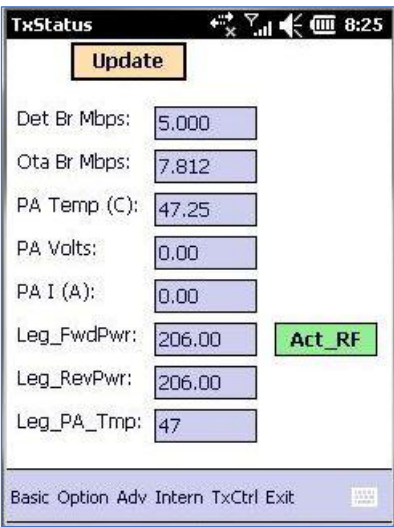 TxStatus 8:25
Update
Det Br Mbps: 5.000
Ota Br Mbps: 7.812
PA Temp (C): 47.25
PA Volts: 0.00
PA I (A): 0.00
Leg_FwdPwr: 206.00 Act_RF
Leg_RevPwr: 206.00
Leg_PA_Tmp: 47
Basic Option Adv Intern TxCtrl Exit